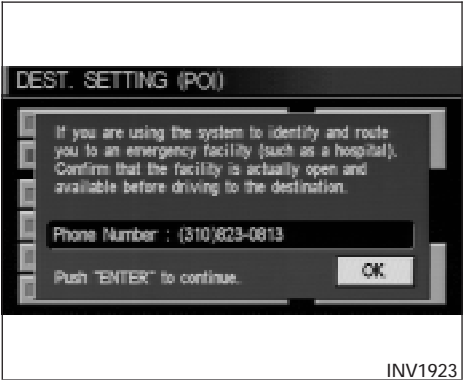 DEST. SETTING (POI)
If you are using the system to identify and route
you to an emergency facility (such as a hospital).
Confirm that the facility is actually open and
available before driving to the destination.
Phone Number : (310)823-0813
Push "ENTER" to continue.
OK
INV1923